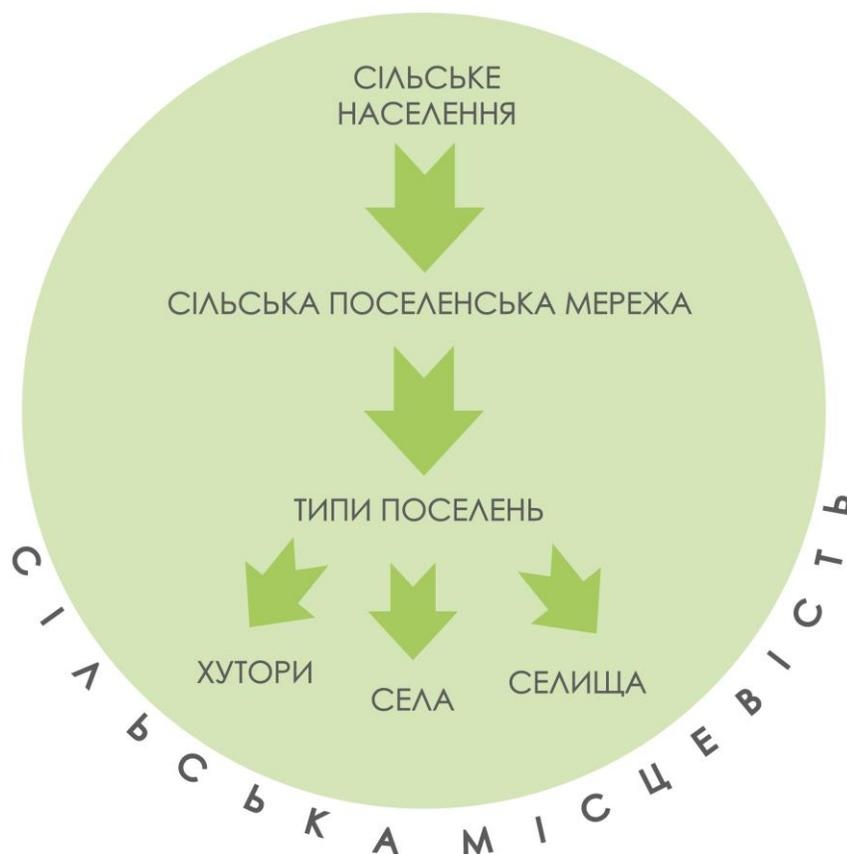 СІЛЬСЬКЕ
НАСЕЛЕННЯ
СІЛЬСЬКА ПОСЕЛЕНСЬКА МЕРЕЖА
ТИПИ ПОСЕЛЕНЬ
ХУТОРИ
СЕЛА
СЕЛИЩА
СІЛЬСЬКА МІСЦЕВІСТЬ